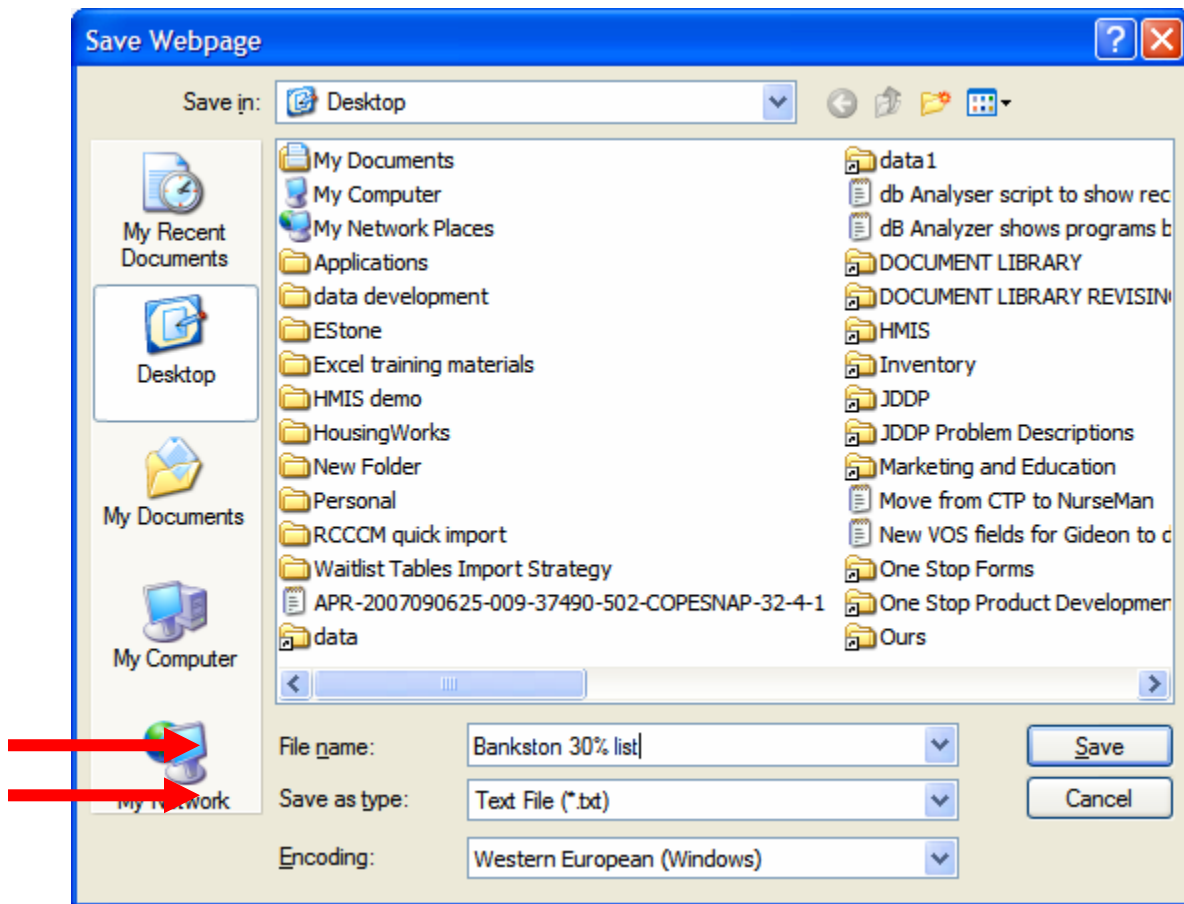 Save Webpage
Save in:
Desktop
My Recent
Documents
Desktop
My Documents
My Computer
My Network
My Documents
My Computer
My Network Places
Applications
data development
EStone
Excel training materials
HMIS demo
HousingWorks
New Folder
Personal
RCCCM quick import
Waitlist Tables Import Strategy
APR-2007090625-009-37490-502-COPESNAP-32-4-1
data
data1
db Analyser script to show rec
dB Analyzer shows programs b
DOCUMENT LIBRARY
DOCUMENT LIBRARY REVISIN
HMIS
Inventory
JDDP
JDDP Problem Descriptions
Marketing and Education
Move from CTP to NurseMan
New VOS fields for Gideon to d
One Stop Forms
One Stop Product Developmen
Ours
File name:
Bankston 30% list
Save
Save as type:
Text File (*.txt)
Cancel
Encoding:
Western European (Windows)